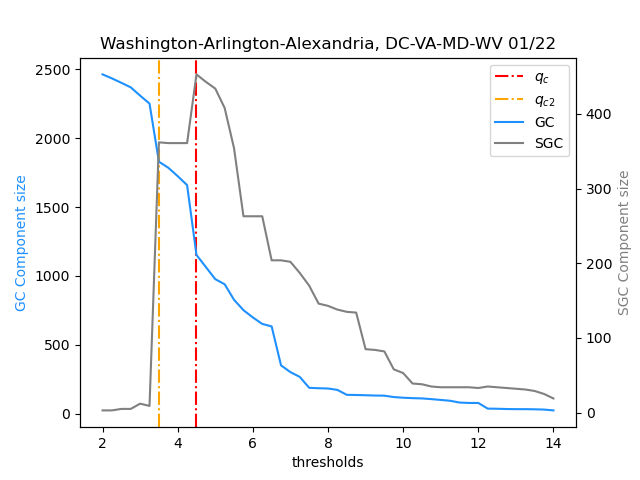 Washington-Arlington-Alexandria, DC-VA-MD-WV 01/22
q_c
q_c2
GC
SGC
GC Component size
2500
2000
1500
1000
500
0
400
300
200
100
0
SGC Component size
2 4 6 8 10 12 14
thresholds